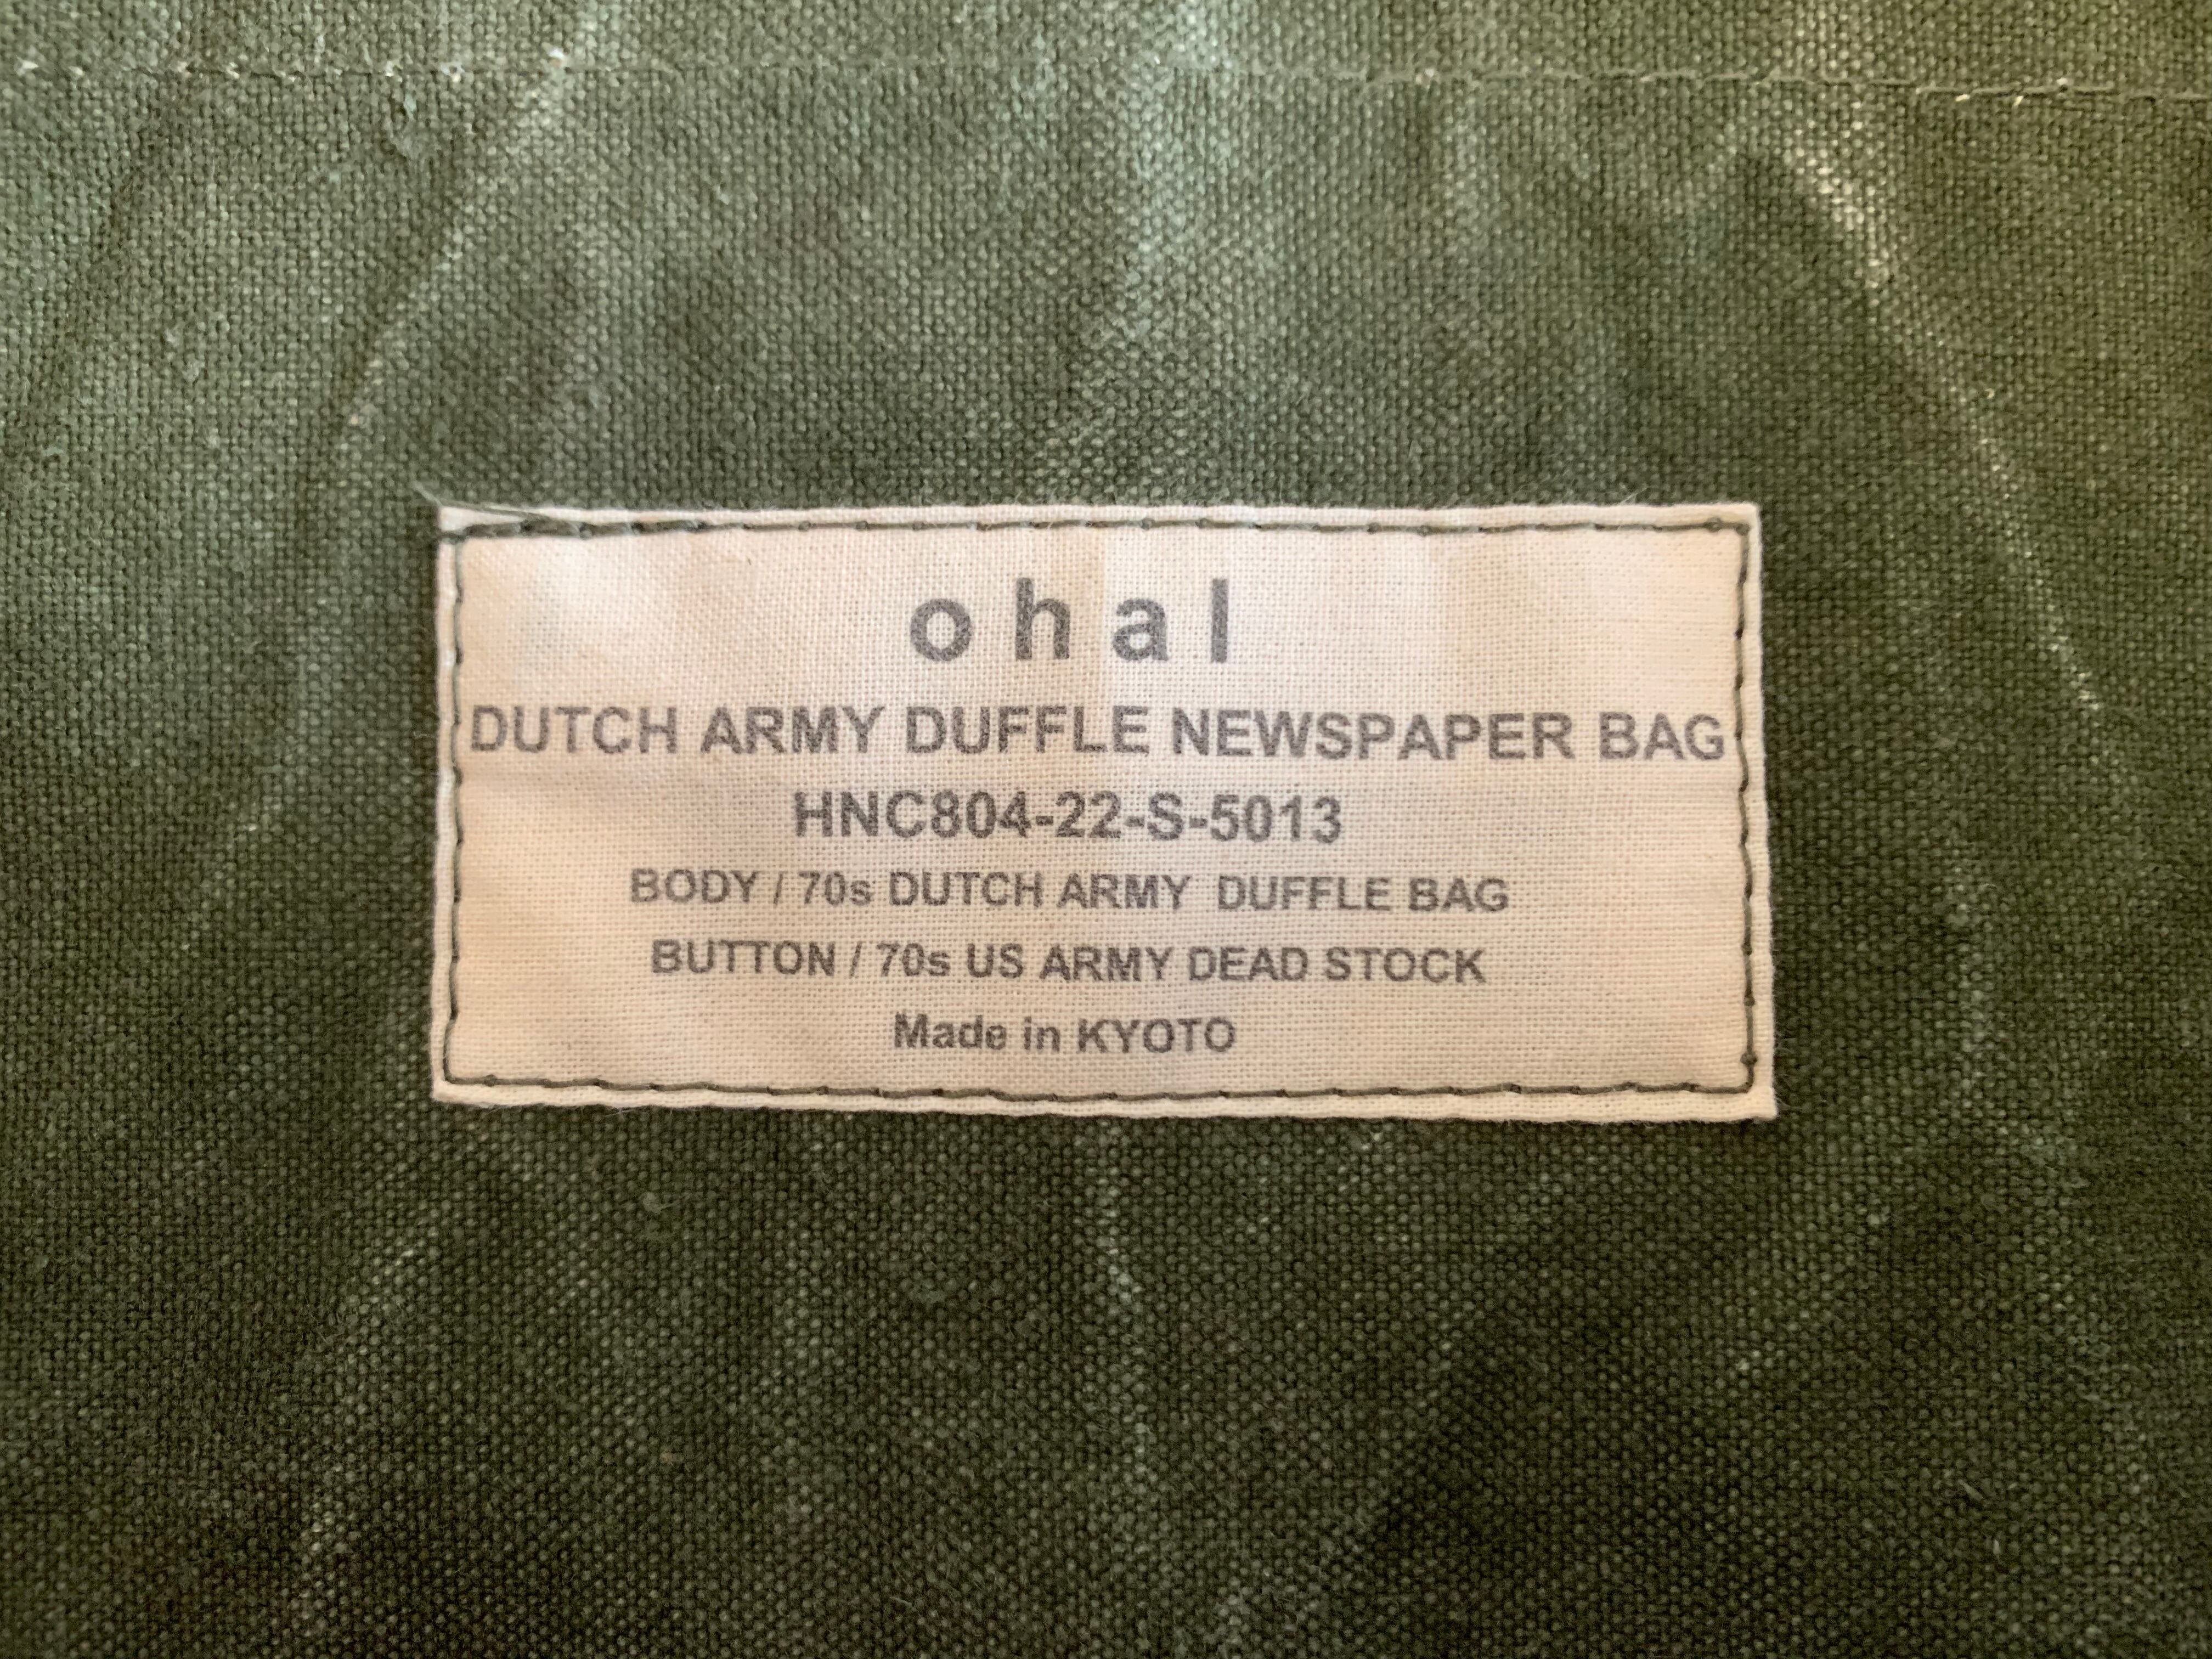 ohal
DUTCH ARMY DUFFLE NEWSPAPER BAG
HNC804-22-S-5013
BODY / 70s DUTCH ARMY DUFFLE BAG
BUTTON / 70s US ARMY DEAD STOCK
Made in KYOTO